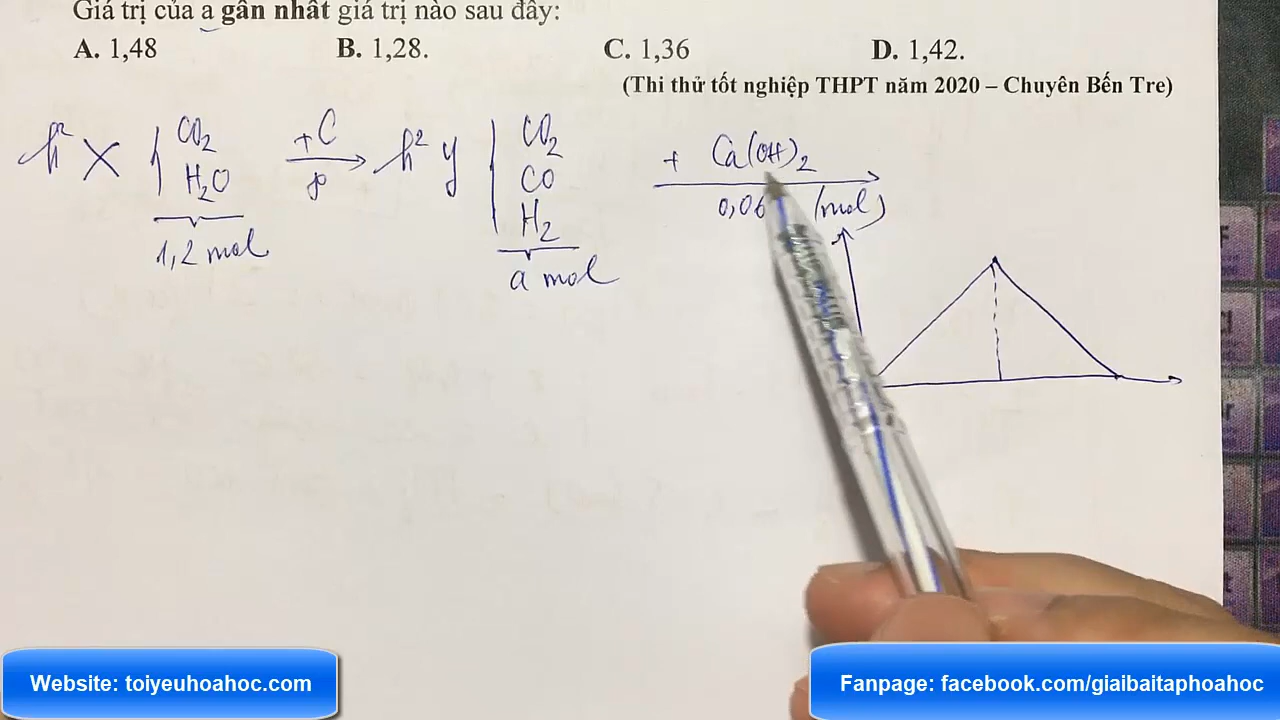 Giá trị của a gần nhất giá trị nào sau đây:
A. 1,48 B. 1,28. C. 1,36 D. 1,42.
(Thi thử tốt nghiệp THPT năm 2020 – Chuyên Bến Tre)
h² X CO2 H2O +C h² Y CO2 CO H2 + Ca(OH)2
1,2 mol a mol 0,06 (mol)
Website: toiyeuhoahoc.com
Fanpage: facebook.com/giaibaitaphoahoc